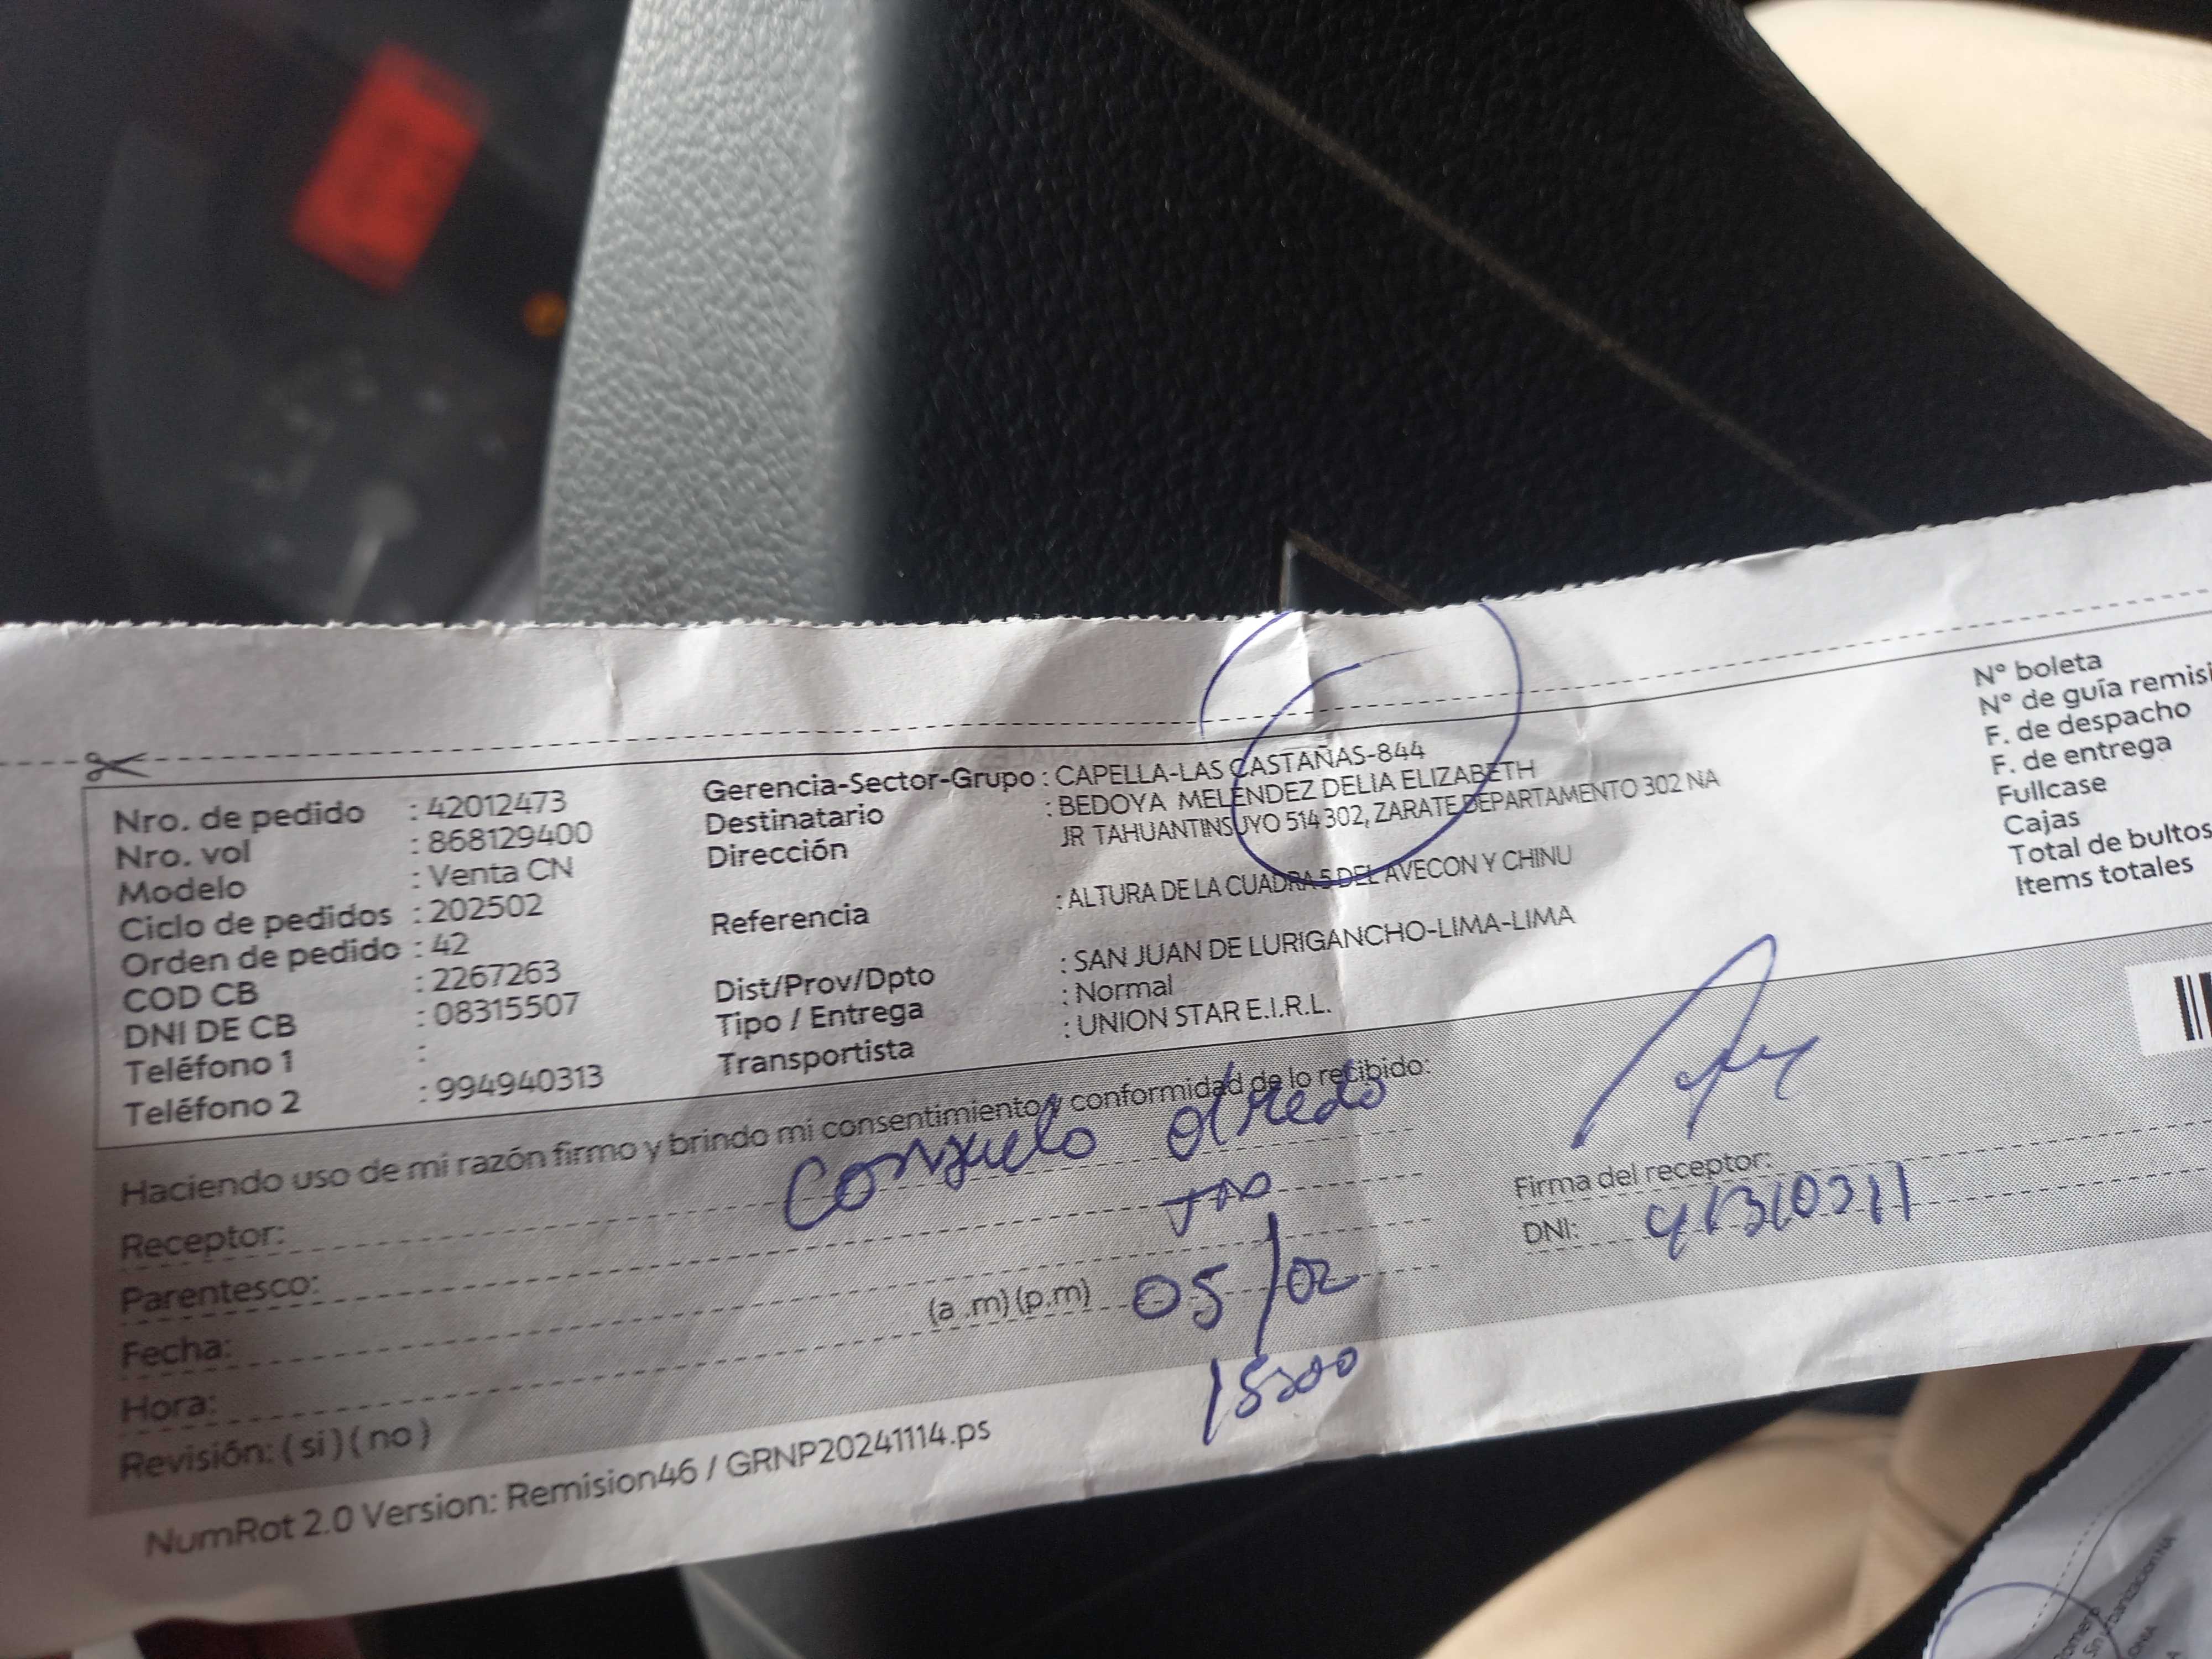 Nro. de pedido : 42012473
Nro. vol : 868129400
Modelo : Venta CN
Ciclo de pedidos : 202502
Orden de pedido : 42
COD CB : 2267263
DNI DE CB : 08315507
Teléfono 1 :
Teléfono 2 : 994940313
Gerencia-Sector-Grupo : CAPELLA-LAS CASTAÑAS-844
Destinatario : BEDOYA MELENDEZ DELIA ELIZABETH
Dirección JR TAHUANTINSUYO 514 302, ZARATE DEPARTAMENTO 302 NA
Referencia : ALTURA DE LA CUADRA 5 DEL AVECON Y CHINU
Dist/Prov/Dpto : SAN JUAN DE LURIGANCHO-LIMA-LIMA
Tipo / Entrega : Normal
Transportista : UNION STAR E.I.R.L.
N° boleta
N° de guía remisi
F. de despacho
F. de entrega
Fullcase
Cajas
Total de bultos
Items totales
Haciendo uso de mi razón firmo y brindo mi consentimiento y conformidad de lo recibido:
Receptor: Consuelo
Parentesco:
Fecha: 05/02
Hora: (a .m) (p.m)
Revisión: ( si ) ( no )
Firma del receptor:
DNI: 41310311
NumRot 2.0 Version: Remision46 / GRNP20241114.ps